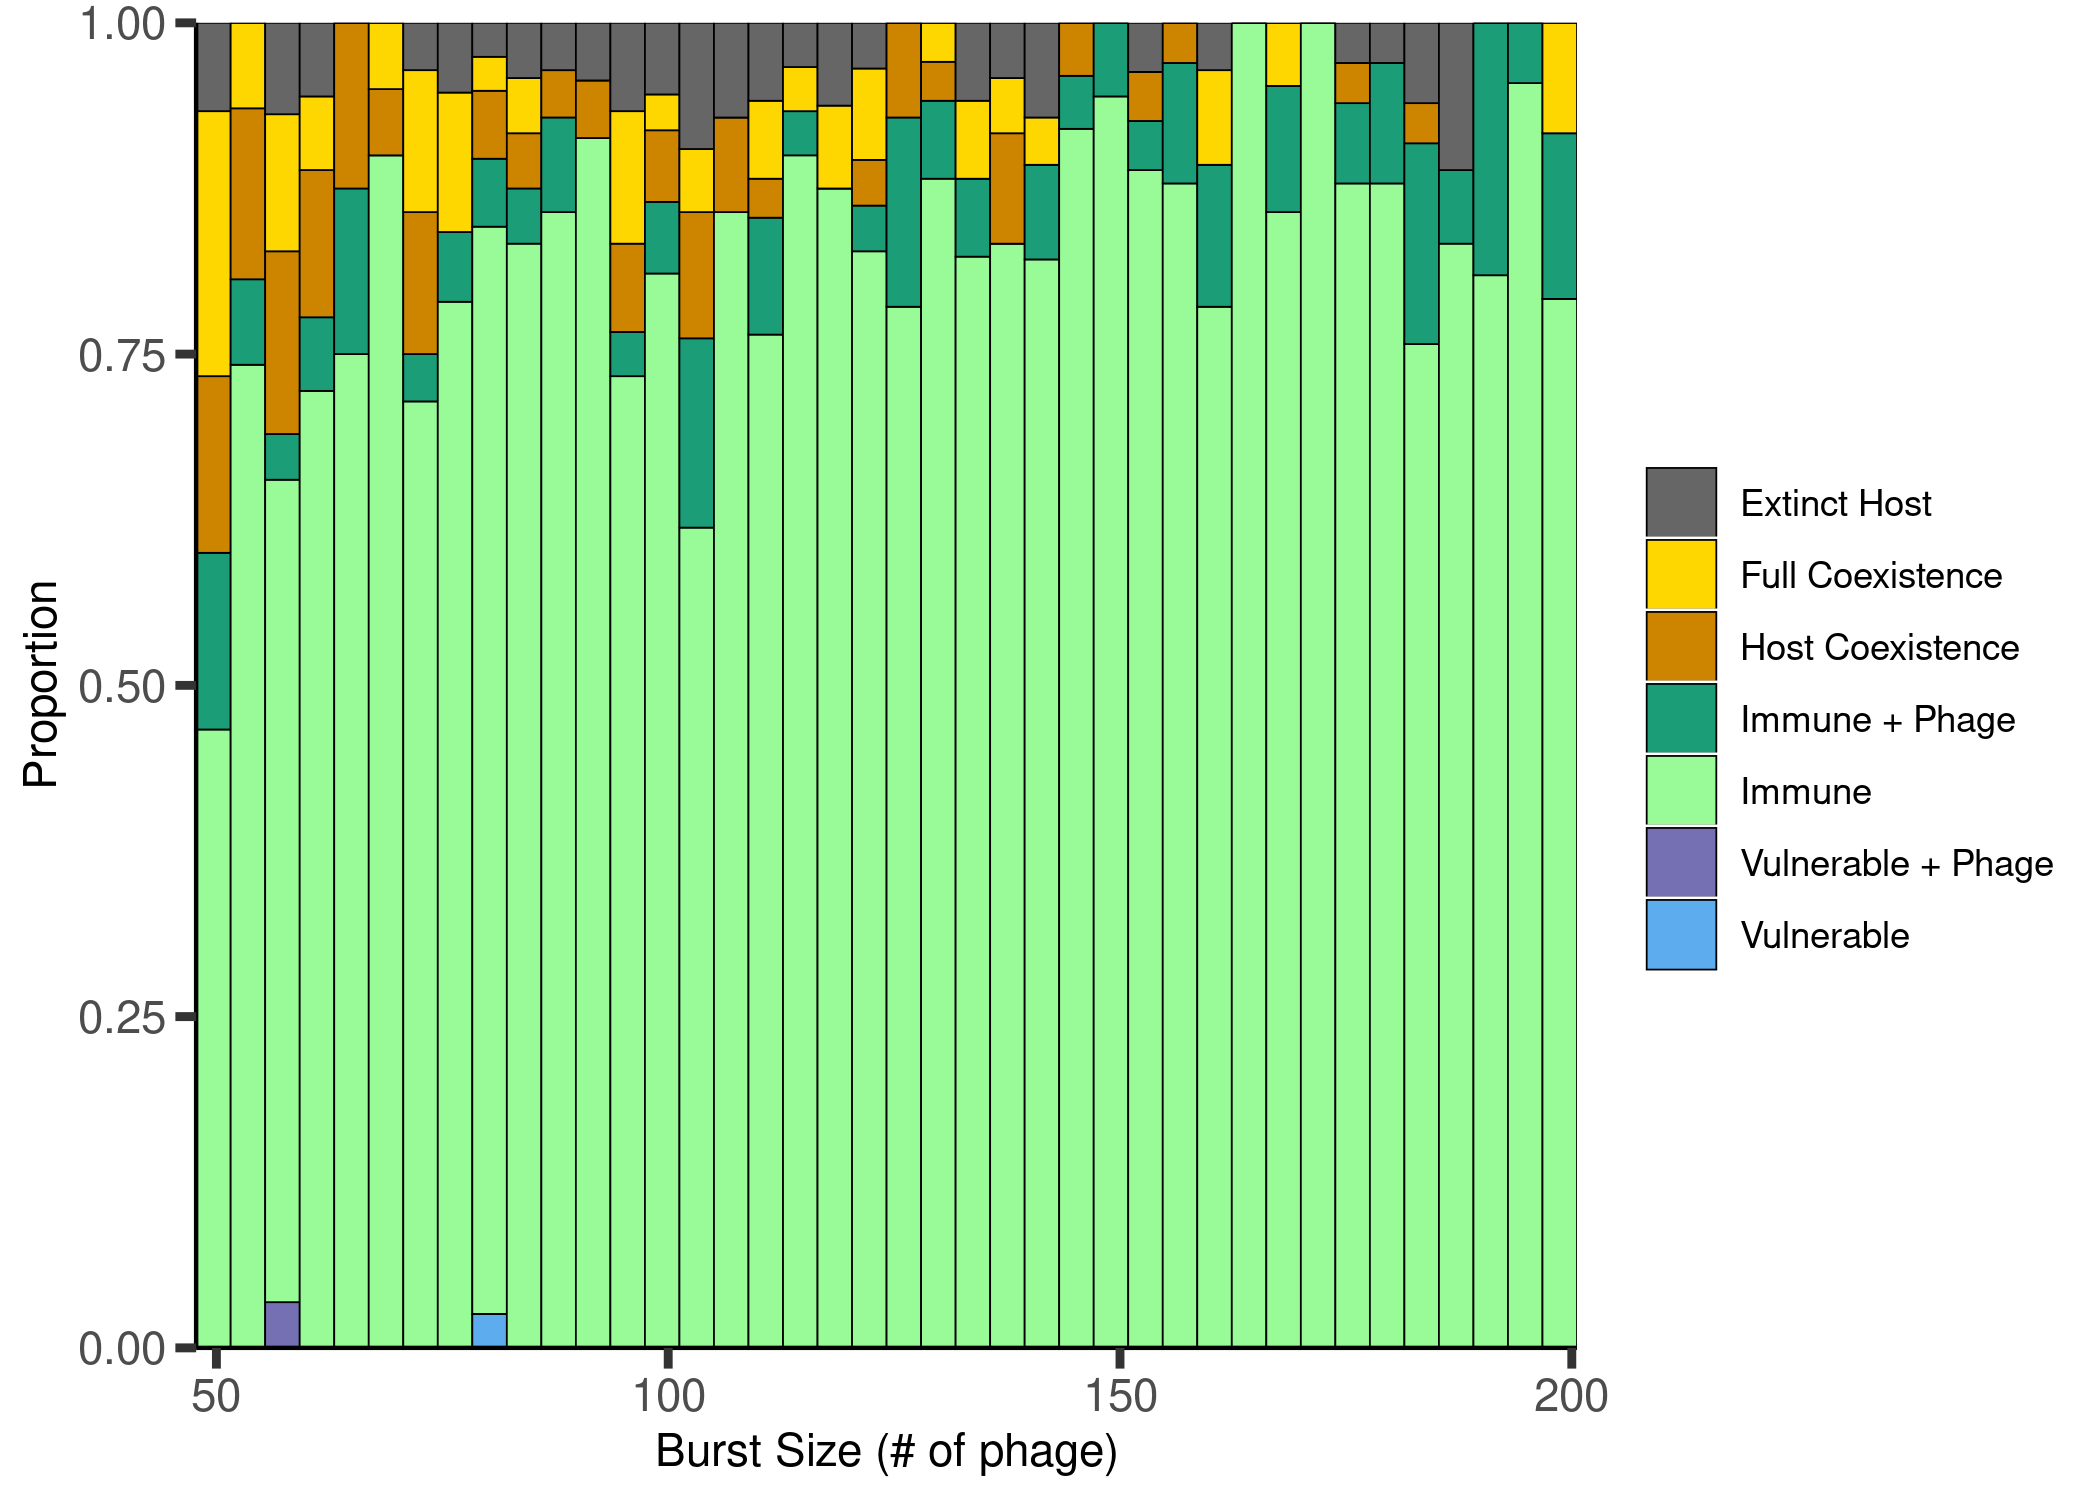 1.00
0.75
0.50
0.25
0.00
Proportion
50 100 150 200
Burst Size (# of phage)
Extinct Host
Full Coexistence
Host Coexistence
Immune + Phage
Immune
Vulnerable + Phage
Vulnerable